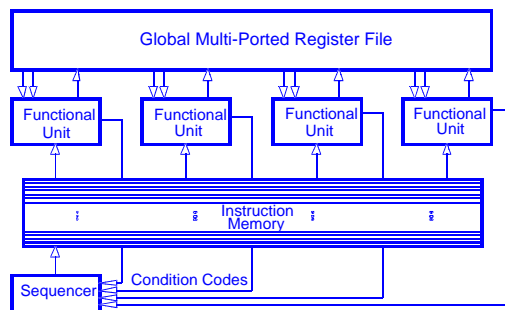 Global Multi-Ported Register File
Functional
Unit
Functional
Unit
Functional
Unit
Functional
Unit
Instruction
Memory
Condition Codes
Sequencer